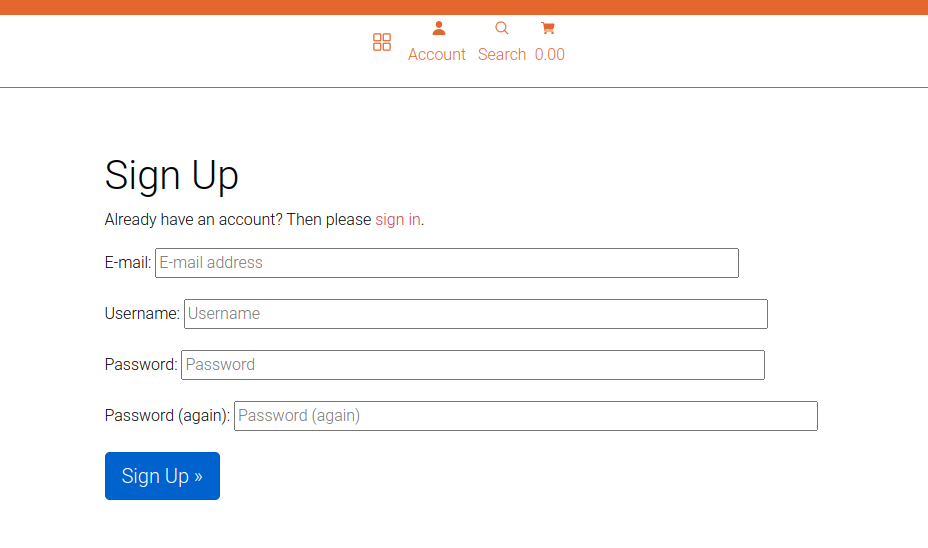 Account Search 0.00
Sign Up
Already have an account? Then please sign in.
E-mail: E-mail address
Username: Username
Password: Password
Password (again): Password (again)
Sign Up »